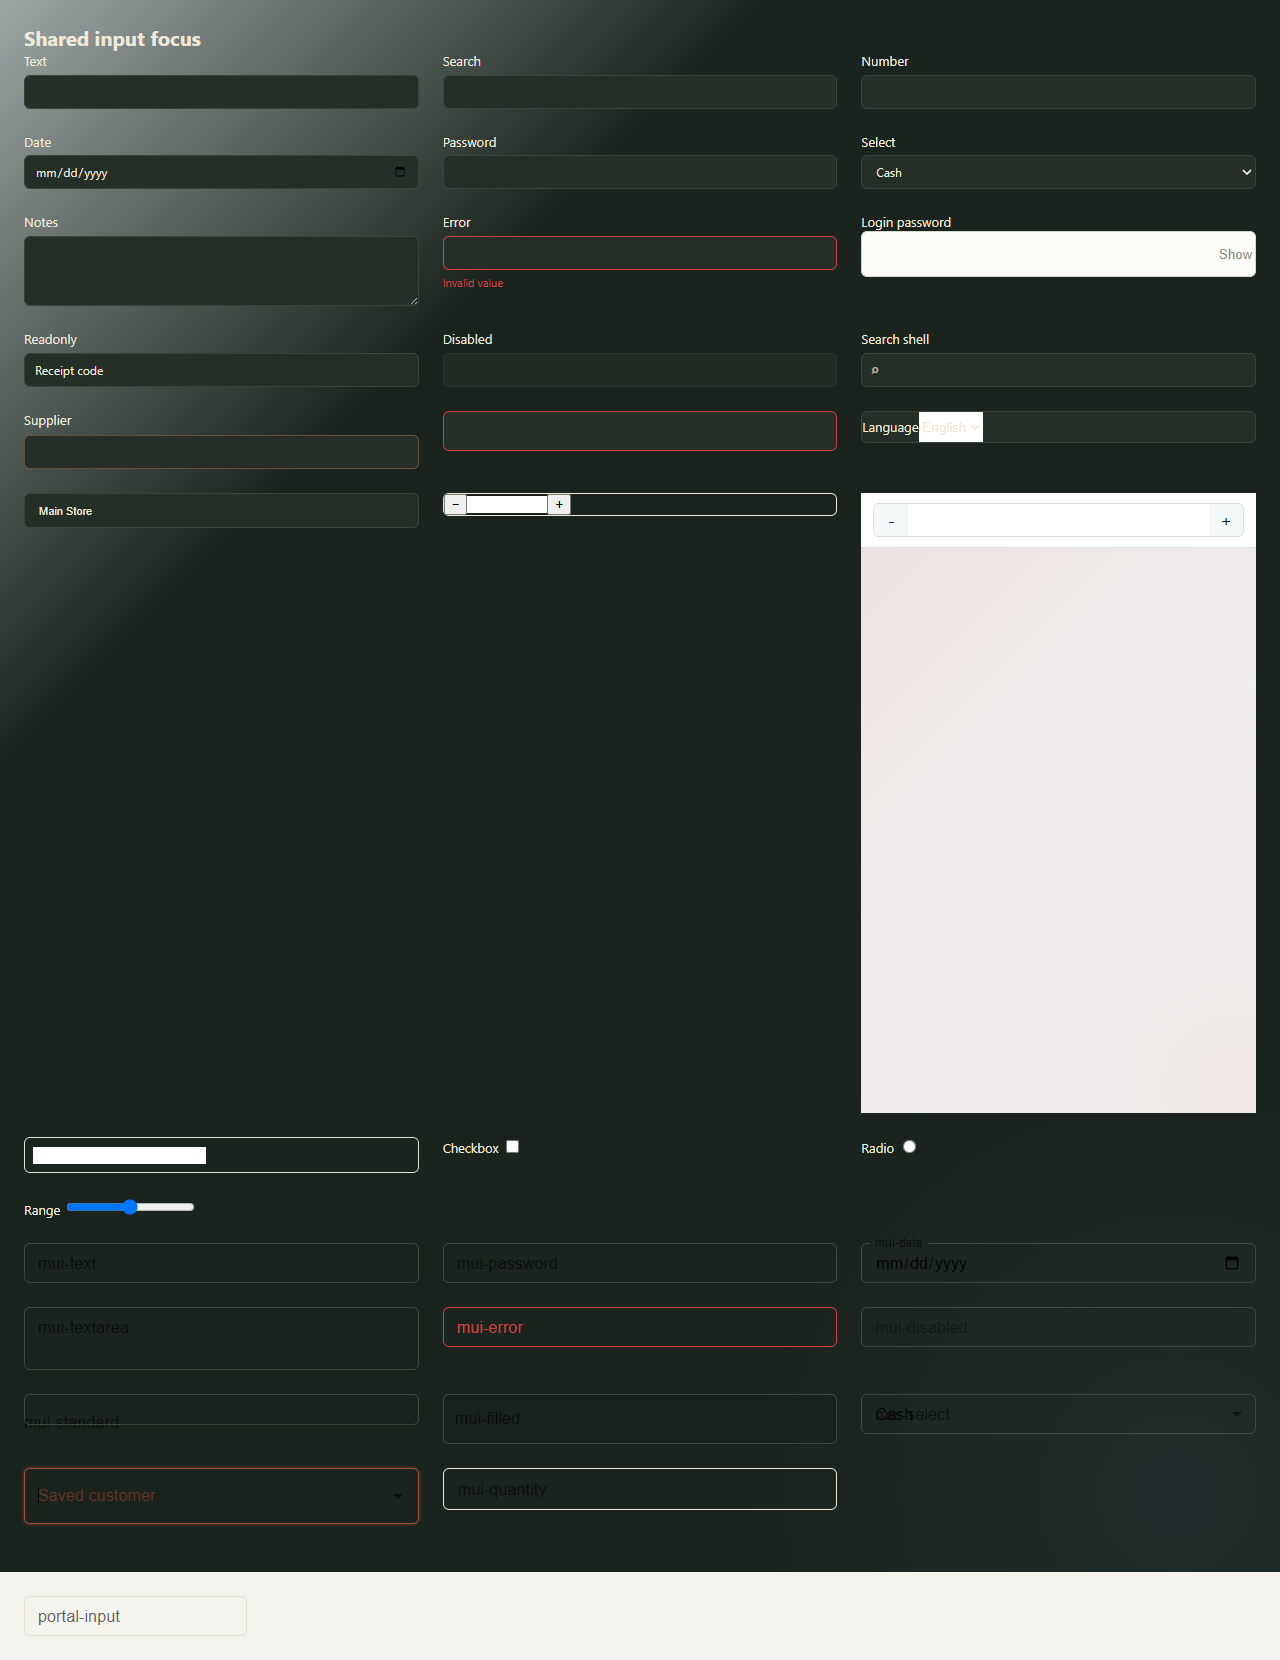 Shared input focus
Text
Search
Number
Date
Password
Select
mm/dd/yyyy
Cash
Notes
Error
Login password
Show
Invalid value
Readonly
Disabled
Search shell
Receipt code
Supplier
Language English
Main Store
−
+
-
+
Checkbox
Radio
Range
mui-text
mui-password
mui-date
mm/dd/yyyy
mui-textarea
mui-error
mui-disabled
mui-standard
mui-filled
Cash
mui-select
Saved customer
mui-quantity
portal-input